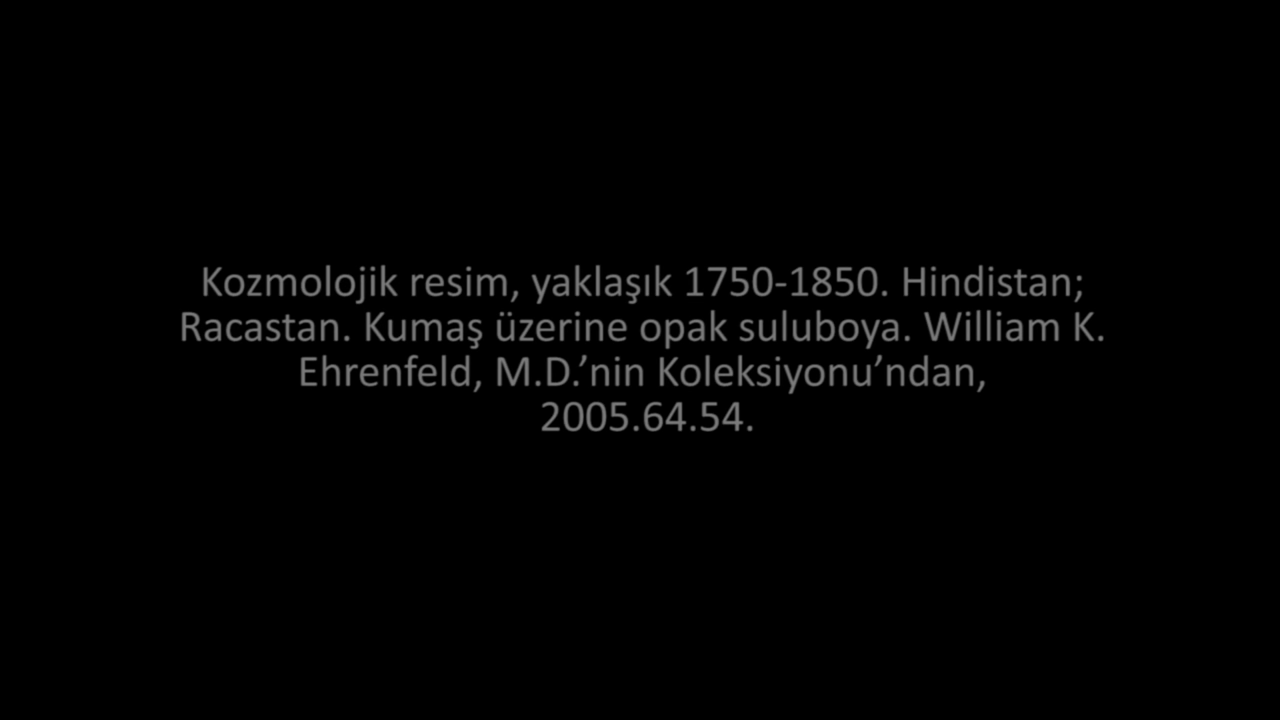 Kozmolojik resim, yaklaşık 1750-1850. Hindistan;
Racastan. Kumaş üzerine opak suluboya. William K.
Ehrenfeld, M.D.’nin Koleksiyonu’ndan,
2005.64.54.